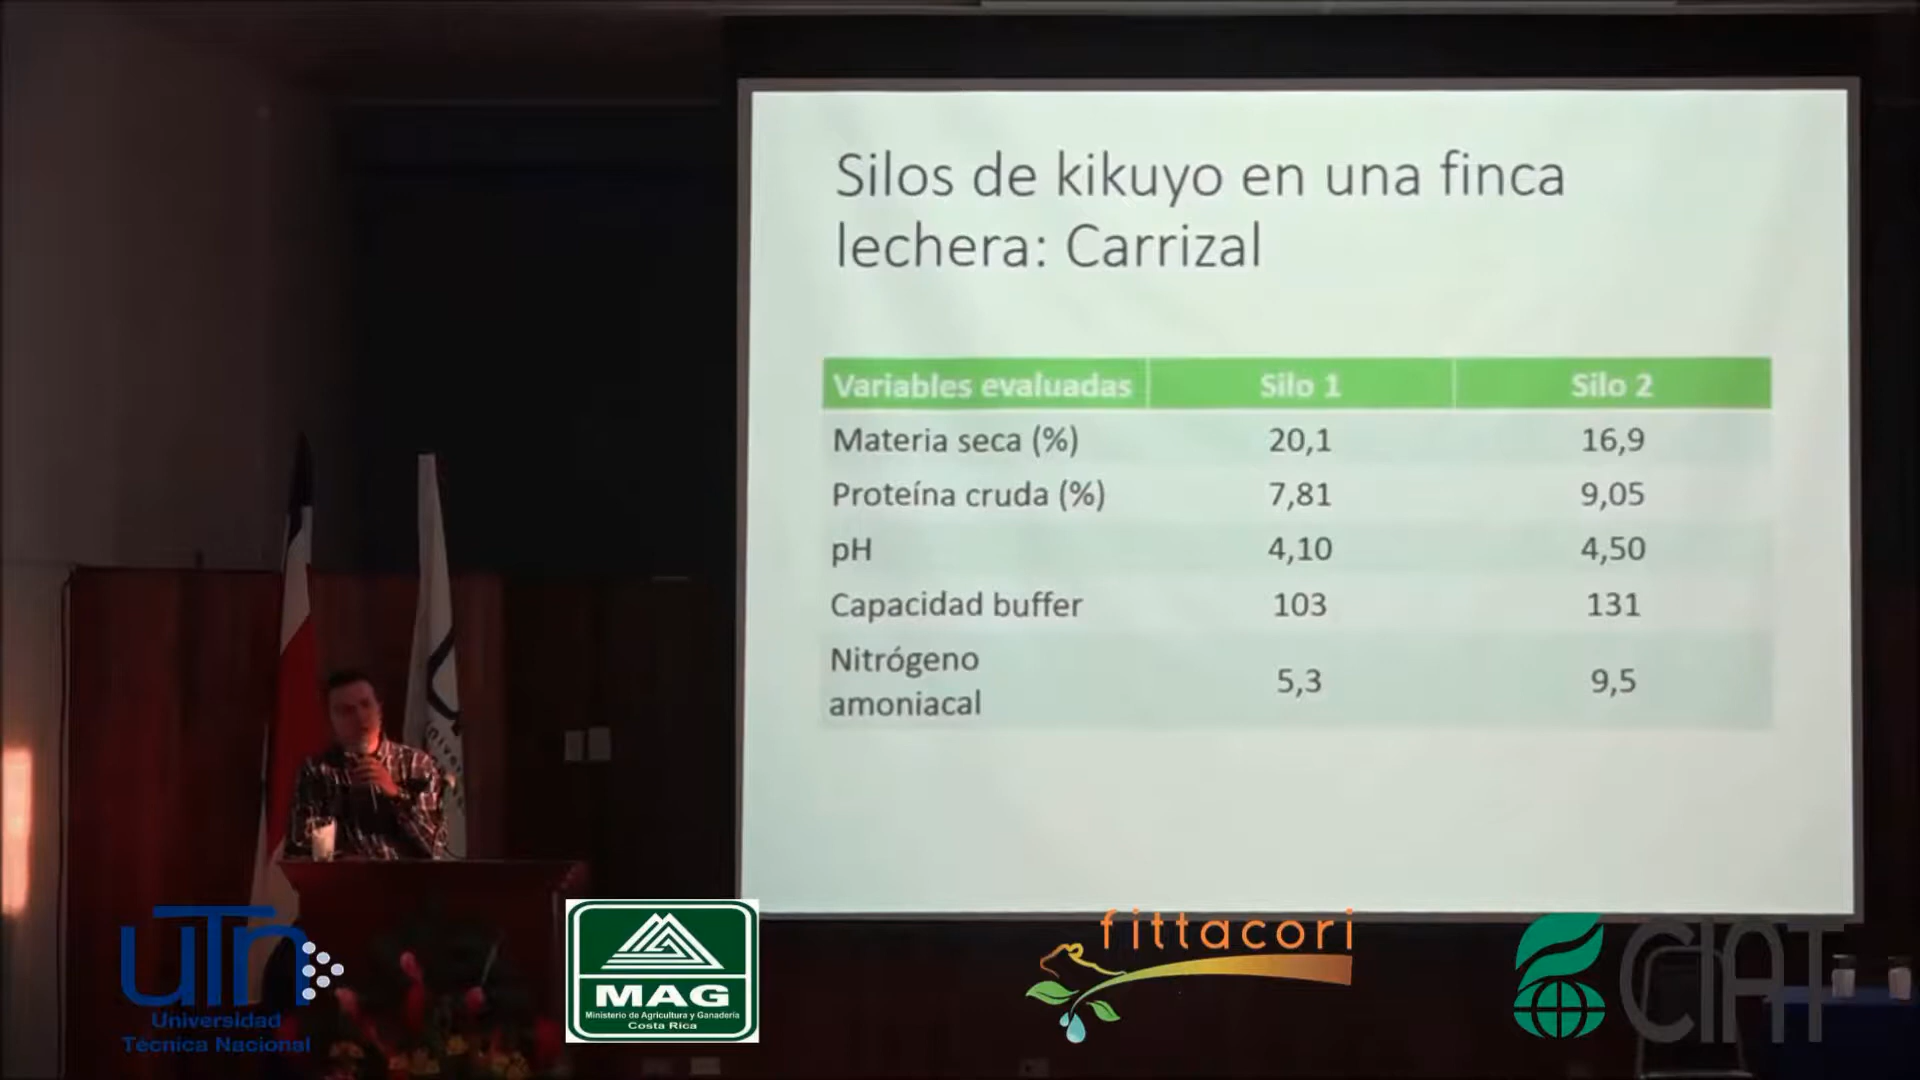 Silos de kikuyo en una finca
lechera: Carrizal
Variables evaluadas Silo 1 Silo 2
Materia seca (%) 20,1 16,9
Proteína cruda (%) 7,81 9,05
pH 4,10 4,50
Capacidad buffer 103 131
Nitrógeno
amoniacal 5,3 9,5
uTn
Universidad
Técnica Nacional
MAG
Ministerio de Agricultura y Ganadería
Costa Rica
fittacori
CIAT